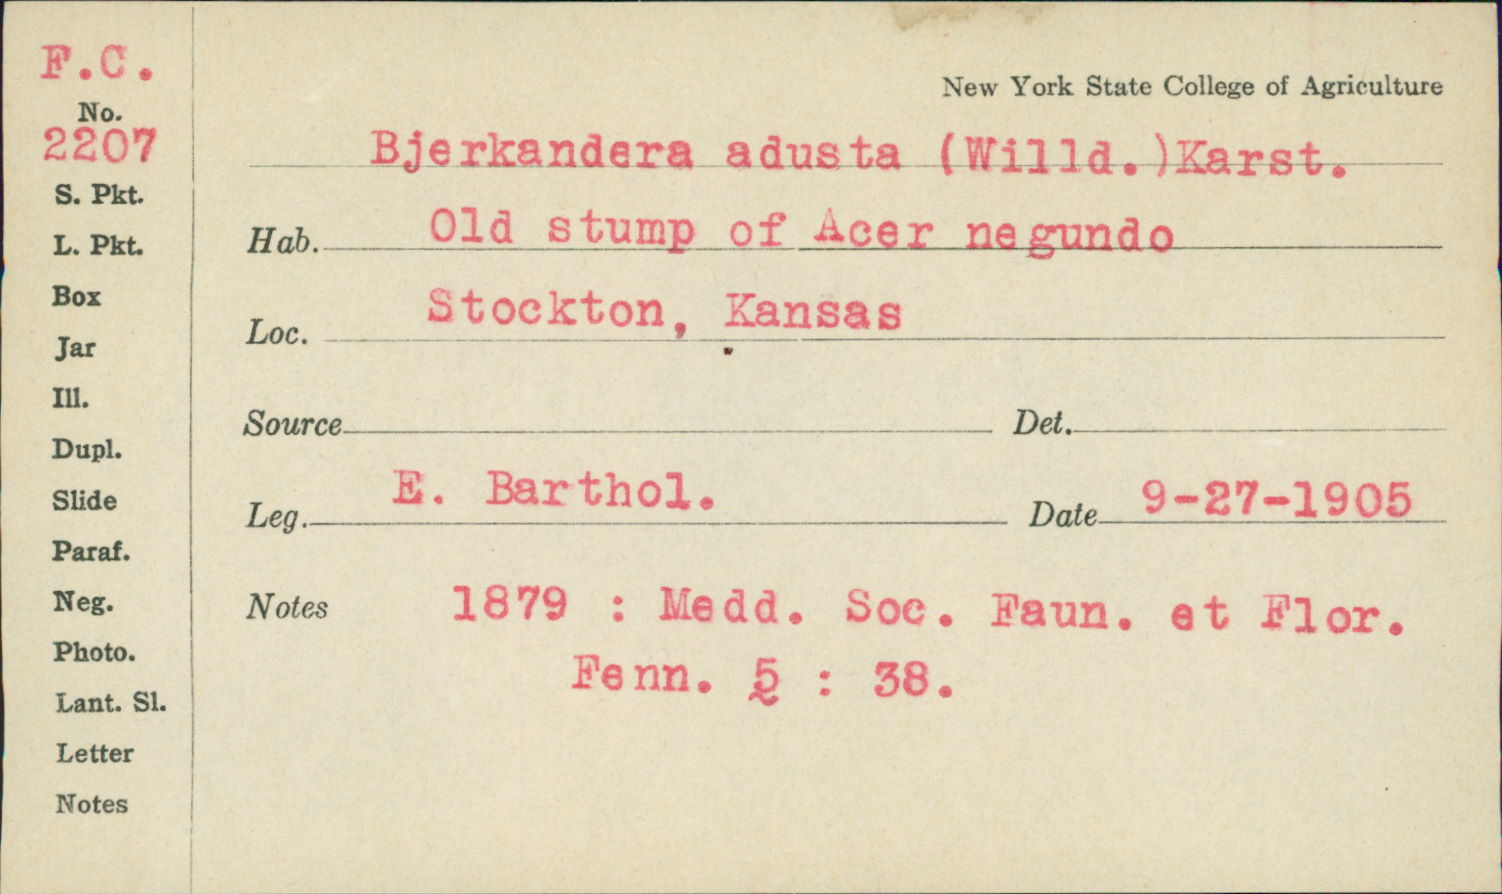 F.C.
No.
2207
S. Pkt.
L. Pkt.
Box
Jar
Ill.
Dupl.
Slide
Paraf.
Neg.
Photo.
Lant. Sl.
Letter
Notes
New York State College of Agriculture
Bjerkandera adusta (Willd.)Karst.
Hab. Old stump of Acer negundo
Loc. Stockton, Kansas
Source Det.
Leg. E. Barthol. Date 9-27-1905
Notes 1879 : Medd. Soc. Faun. et Flor.
Fenn. 5 : 38.